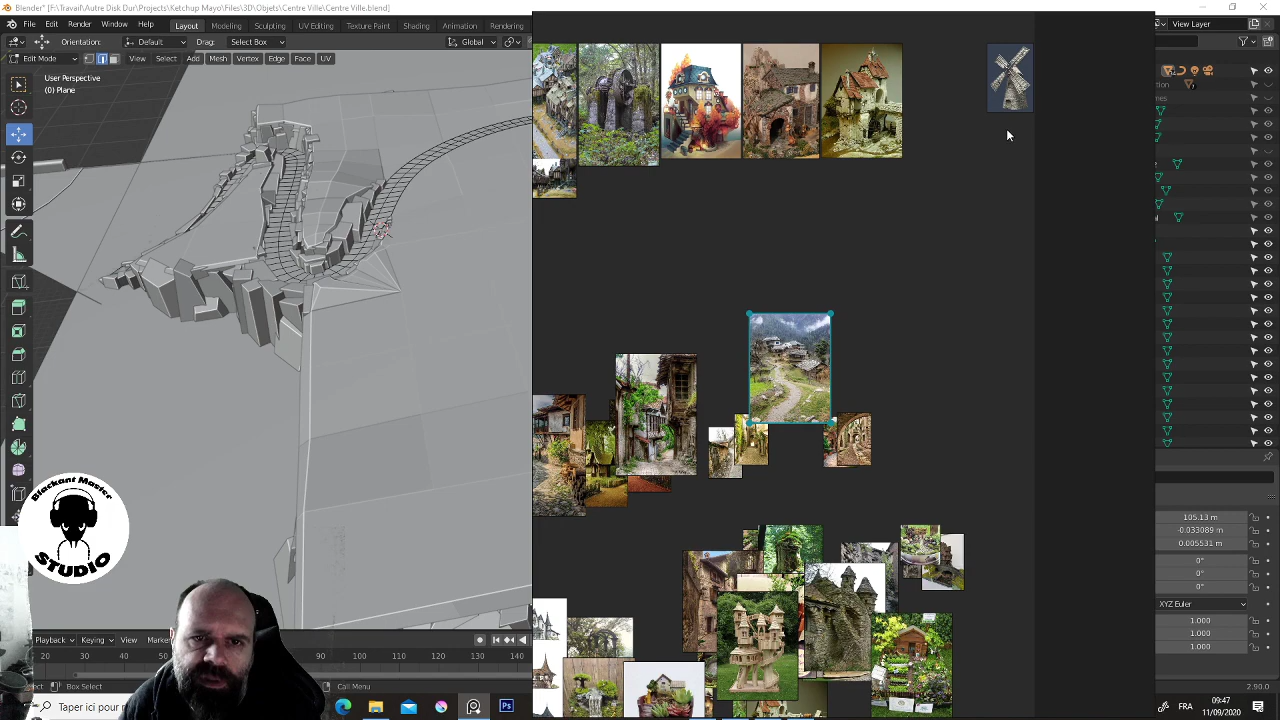 Blender* [F:\Travail\Autre Disk Dur\Projects\Ketchup Mayo\Files\3D\Objets\Centre Ville\Centre Ville.blend]
File Edit Render Window Help Layout Modeling Sculpting UV Editing Texture Paint Shading Animation Rendering View Layer
Orientation: Default Drag: Select Box Global
Edit Mode View Select Add Mesh Vertex Edge Face UV
User Perspective
(0) Plane
Blackant Master
STUDIO
105.13 m
-0.033089 m
0.005531 m
0°
0°
0°
XYZ Euler
1.000
1.000
1.000
Playback Keying View
20 30 40 90 100 110 120 130 140
Box Select Call Menu
2.90.0
Taper ici pour
FRA
09:47
11/09/2020